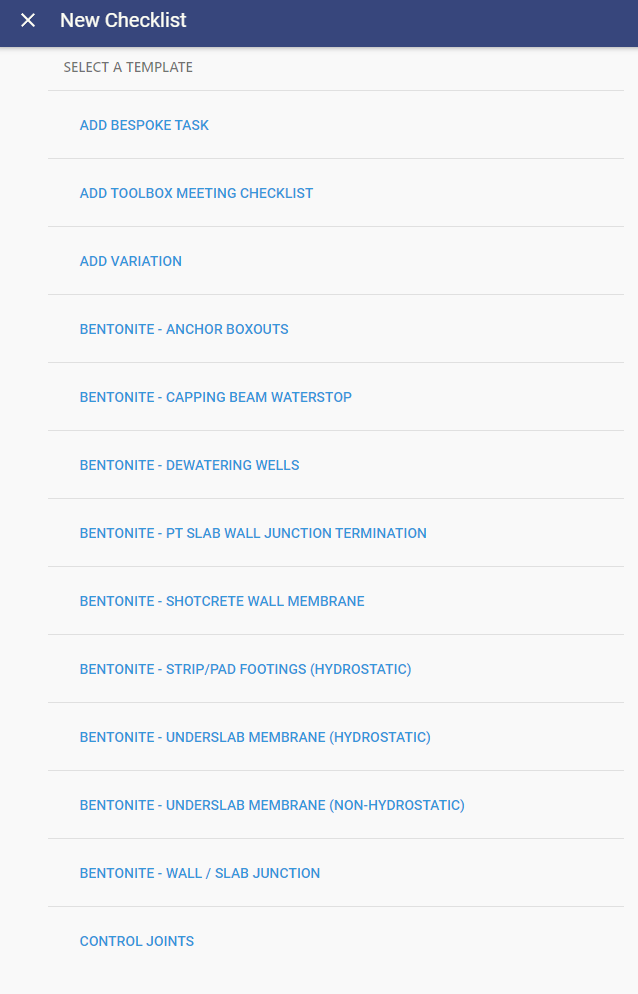 New Checklist
SELECT A TEMPLATE
ADD BESPOKE TASK
ADD TOOLBOX MEETING CHECKLIST
ADD VARIATION
BENTONITE - ANCHOR BOXOUTS
BENTONITE - CAPPING BEAM WATERSTOP
BENTONITE - DEWATERING WELLS
BENTONITE - PT SLAB WALL JUNCTION TERMINATION
BENTONITE - SHOTCRETE WALL MEMBRANE
BENTONITE - STRIP/PAD FOOTINGS (HYDROSTATIC)
BENTONITE - UNDERSLAB MEMBRANE (HYDROSTATIC)
BENTONITE - UNDERSLAB MEMBRANE (NON-HYDROSTATIC)
BENTONITE - WALL / SLAB JUNCTION
CONTROL JOINTS